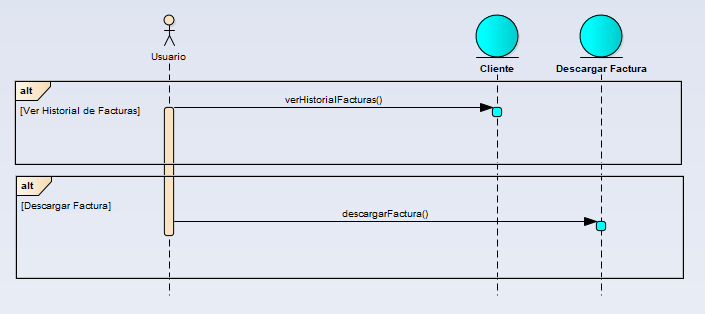 Usuario
Cliente
Descargar Factura
alt
[Ver Historial de Facturas]
verHistorialFacturas()
alt
[Descargar Factura]
descargarFactura()